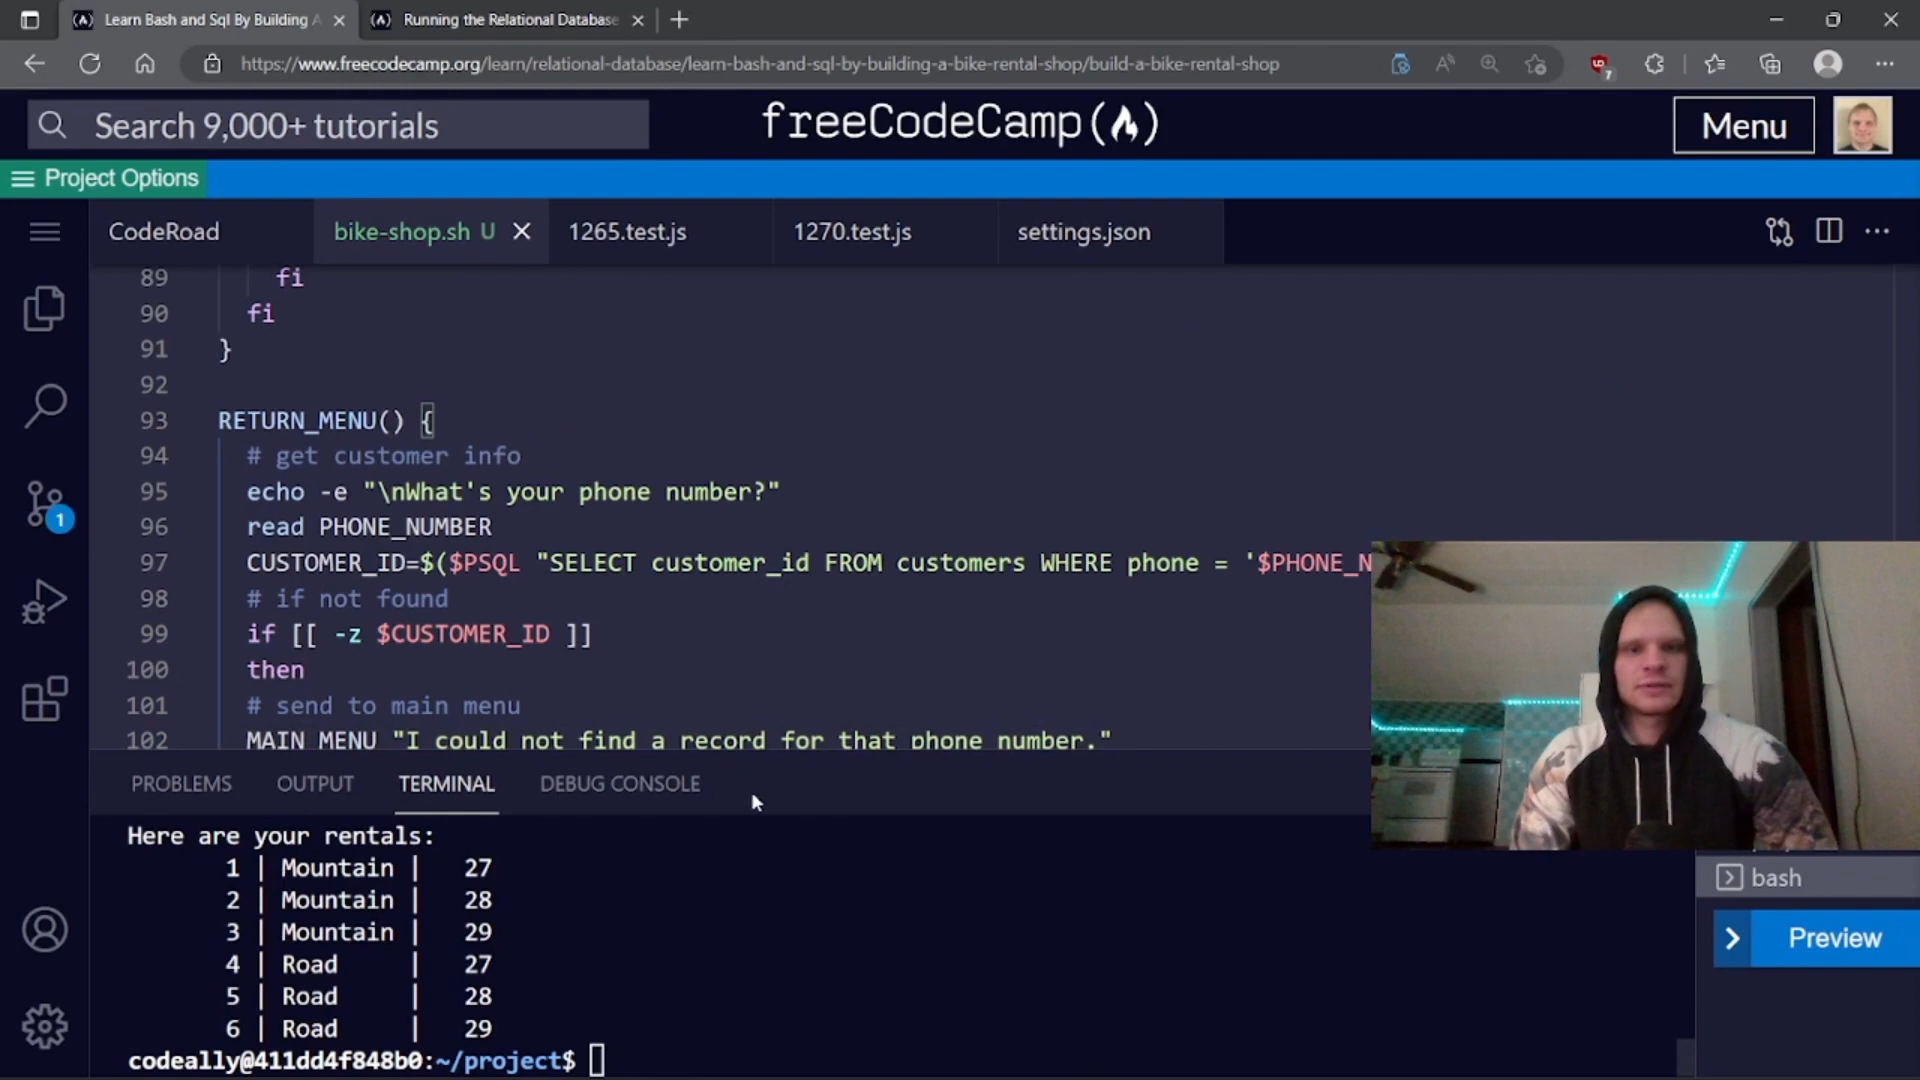 Learn Bash and Sql By Building A
Running the Relational Database
https://www.freecodecamp.org/learn/relational-database/learn-bash-and-sql-by-building-a-bike-rental-shop/build-a-bike-rental-shop
7
Search 9,000+ tutorials
freeCodeCamp
Menu
Project Options
CodeRoad
bike-shop.sh U
1265.test.js
1270.test.js
settings.json
89 fi
90 fi
91 }
92
93 RETURN_MENU() {
94 # get customer info
95 echo -e "\nWhat's your phone number?"
96 read PHONE_NUMBER
97 CUSTOMER_ID=$($PSQL "SELECT customer_id FROM customers WHERE phone = '$PHONE_N
98 # if not found
99 if [[ -z $CUSTOMER_ID ]]
100 then
101 # send to main menu
102 MAIN_MENU "I could not find a record for that phone number."
1
PROBLEMS
OUTPUT
TERMINAL
DEBUG CONSOLE
Here are your rentals:
1 | Mountain | 27
2 | Mountain | 28
3 | Mountain | 29
4 | Road | 27
5 | Road | 28
6 | Road | 29
codeally@411dd4f848b0:~/project$
bash
Preview